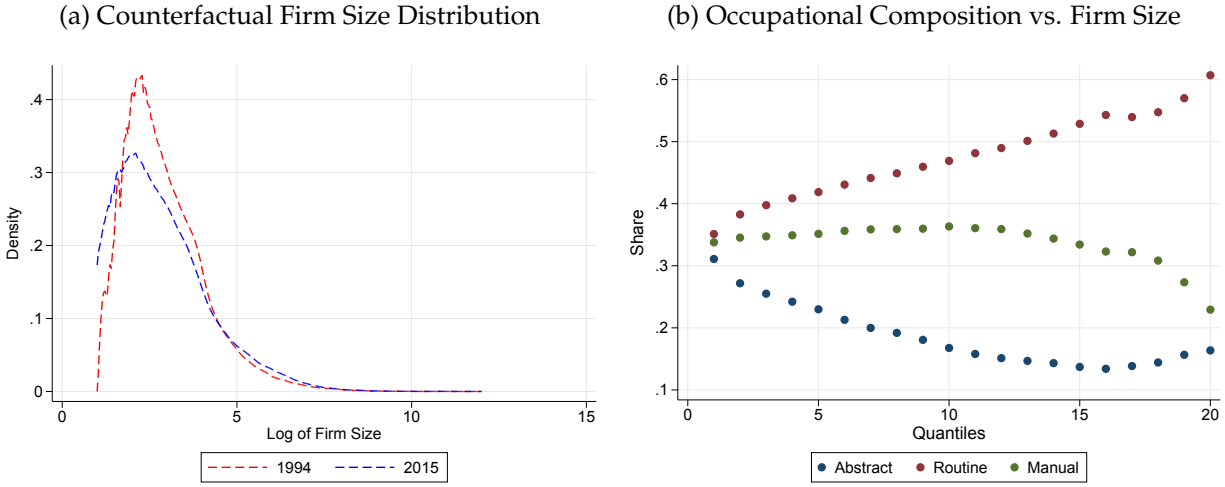 (a) Counterfactual Firm Size Distribution
.4
.3
.2
.1
0
Density
0 5 10 15
Log of Firm Size
1994 2015
(b) Occupational Composition vs. Firm Size
.6
.5
.4
.3
.2
.1
Share
0 5 10 15 20
Quantiles
Abstract Routine Manual